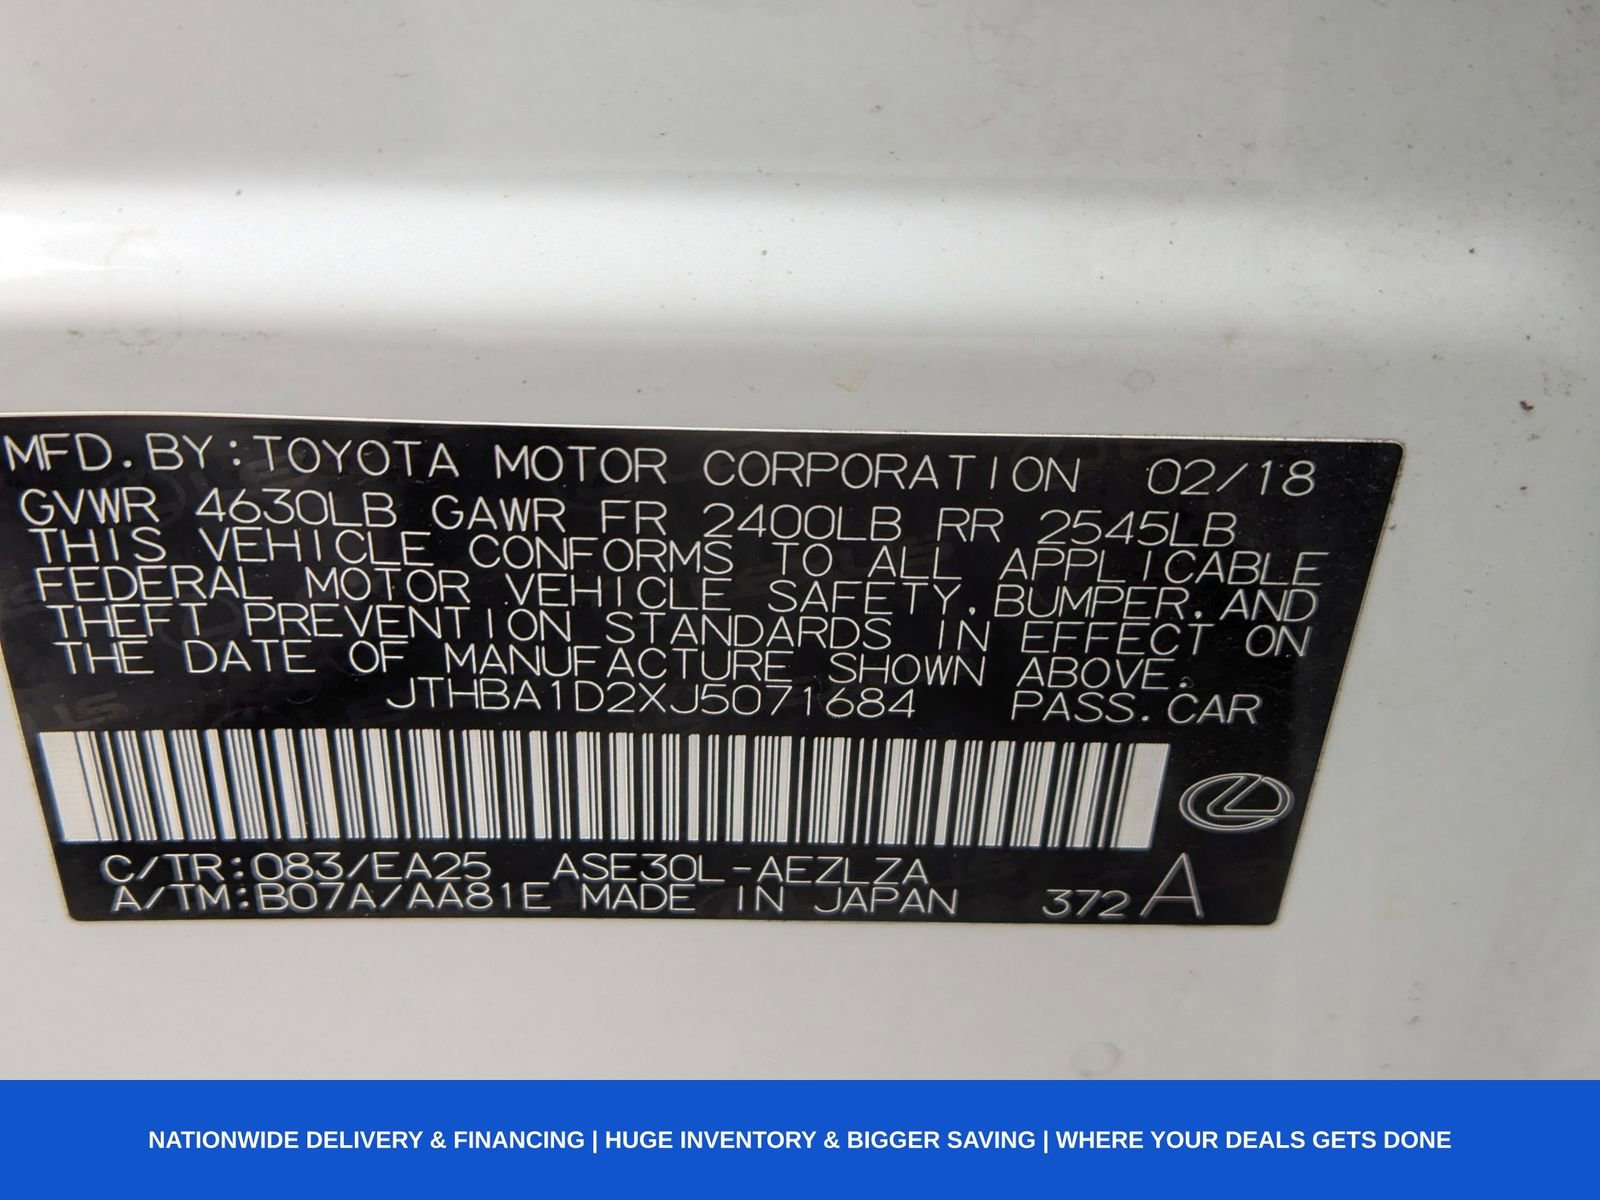 MFD. BY:TOYOTA MOTOR CORPORATION 02/18
GVWR 4630LB GAWR FR 2400LB RR 2545LB
THIS VEHICLE CONFORMS TO ALL APPLICABLE
FEDERAL MOTOR VEHICLE SAFETY, BUMPER, AND
THEFT PREVENTION STANDARDS IN EFFECT ON
THE DATE OF MANUFACTURE SHOWN ABOVE.
JTHBA1D2XJ5071684 PASS. CAR
C/TR:083/EA25 ASE30L-AEZLZA
A/TM:B07A/AA81E MADE IN JAPAN 372 A
NATIONWIDE DELIVERY & FINANCING | HUGE INVENTORY & BIGGER SAVING | WHERE YOUR DEALS GETS DONE